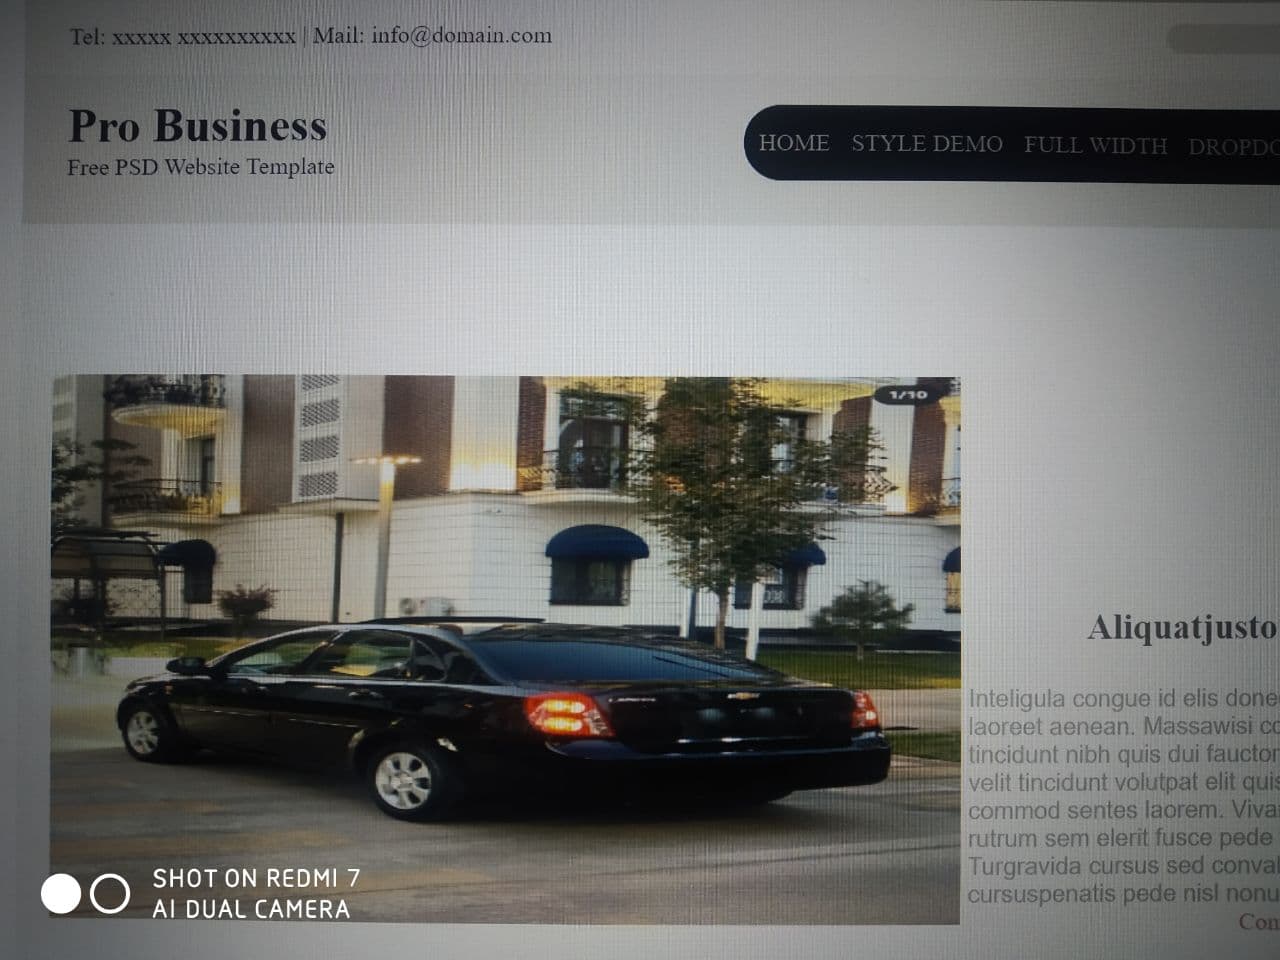 Tel: xxxxx xxxxxxxxxx | Mail: info@domain.com
Pro Business
Free PSD Website Template
HOME STYLE DEMO FULL WIDTH DROPDO
1/10
Aliquatjusto
Inteligula congue id elis done
laoreet aenean. Massawisi co
tincidunt nibh quis dui fauctor
velit tincidunt volutpat elit quis
commod sentes laorem. Viva
rutrum sem elerit fusce pede
Turgravida cursus sed conval
cursuspenatis pede nisl nonu
Con
SHOT ON REDMI 7
AI DUAL CAMERA